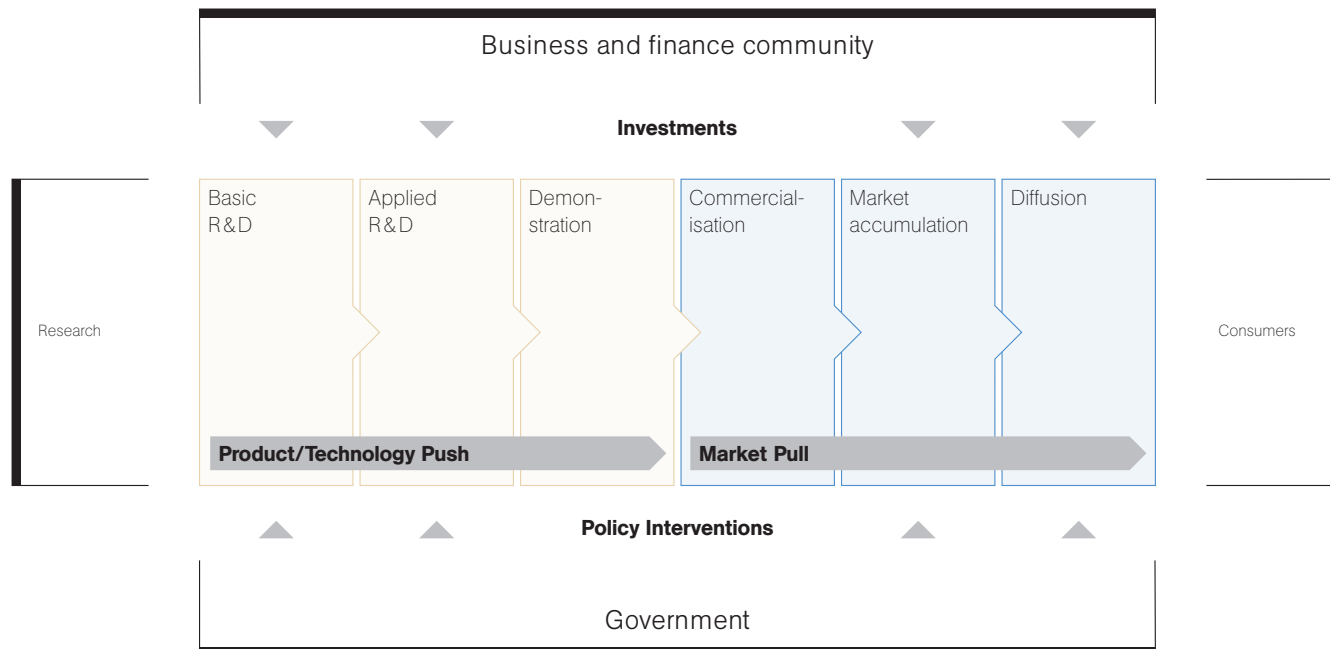 Business and finance community
Investments
Basic
R&D
Applied
R&D
Demon-
stration
Commercial-
isation
Market
accumulation
Diffusion
Research
Consumers
Product/Technology Push
Market Pull
Policy Interventions
Government